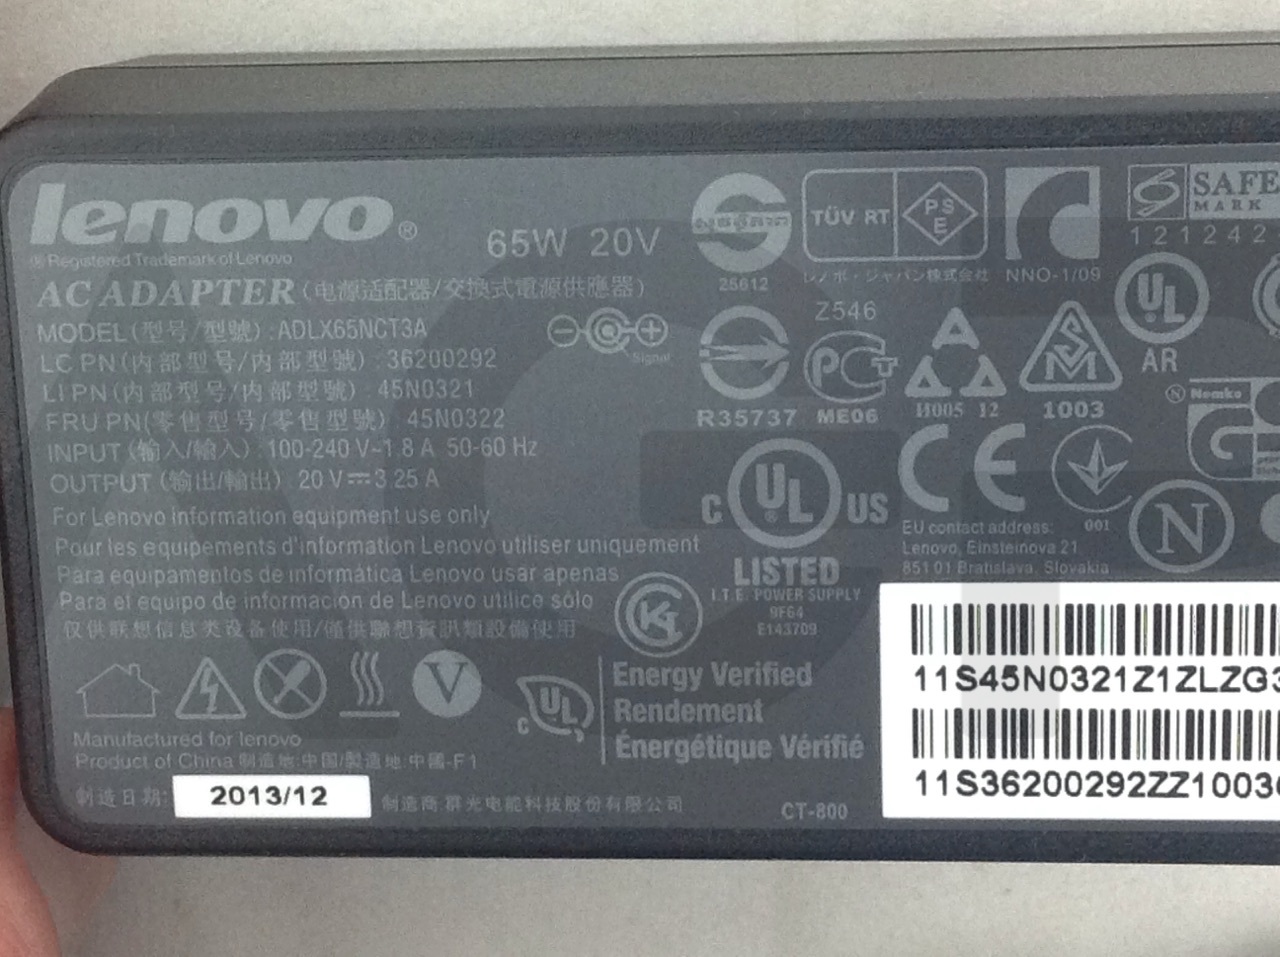 lenovo®
® Registered Trademark of Lenovo
65W 20V
AC ADAPTER (电源适配器/交换式電源供應器)
MODEL (型号/型號) : ADLX65NCT3A
LC PN (内部型号/内部型號) : 36200292
LI PN (内部型号/内部型號) : 45N0321
FRU PN(零售型号/零售型號) : 45N0322
INPUT (输入/輸入) : 100-240 V~1.8 A 50-60 Hz
OUTPUT (输出/輸出) : 20 V⎓3.25 A
Signal
For Lenovo information equipment use only
Pour les equipements d'information Lenovo utiliser uniquement
Para equipamentos de informática Lenovo usar apenas
Para el equipo de información de Lenovo utilice sólo
仅供联想信息类设备使用/僅供聯想資訊類設備使用
V
Manufactured for lenovo
Product of China 制造地:中国/製造地:中國-F1
制造日期: 2013/12
制造商:群光电能科技股份有限公司
CT-800
25612
TÜV RT
PS
E
レノボ・ジャパン株式会社
NNO-1/09
S SAFE
MARK
121242
Z546
R35737
ME06
H005 12
1003
UL
AR
N Nemko
C UL US
LISTED
I.T.E. POWER SUPPLY
9F64
E143709
CE
001
N
EU contact address:
Lenovo, Einsteinova 21
851 01 Bratislava, Slovakia
C UL
Energy Verified
Rendement
Énergétique Vérifié
11S45N0321Z1ZLZG3
11S36200292ZZ1003